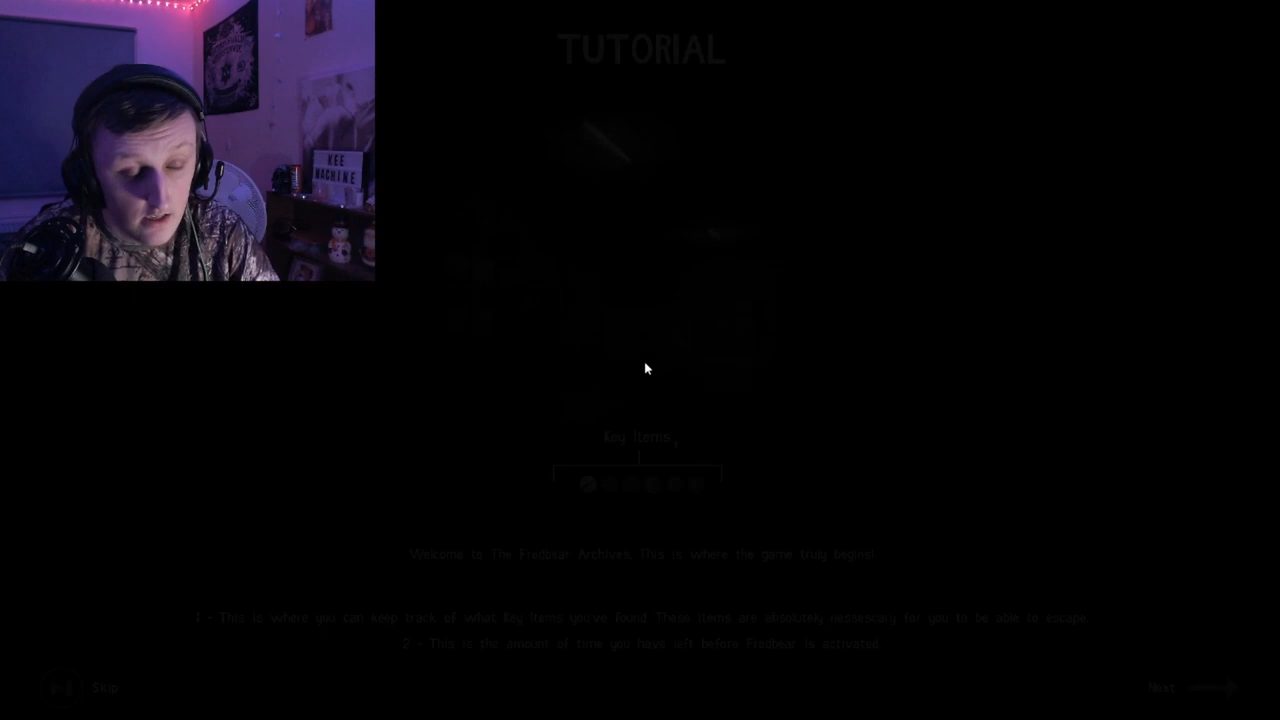 TUTORIAL
KEE
MACHINE
Key Items
1
Welcome to The Fredbear Archives. This is where the game truly begins!
1 - This is where you can keep track of what Key Items you've found. These items are absolutely nessescary for you to be able to escape
2 - This is the amount of time you have left before Fredbear is activated
Skip
Next